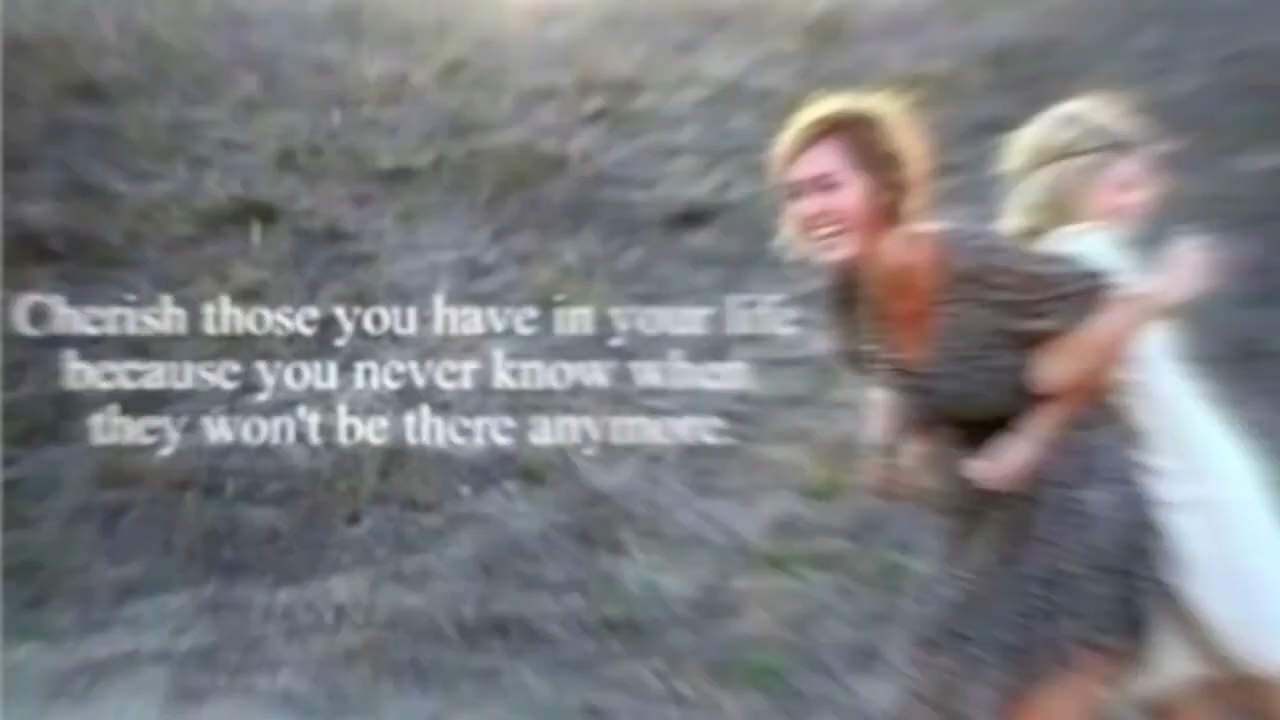 Cherish those you have in your life
because you never know when
they won't be there anymore.